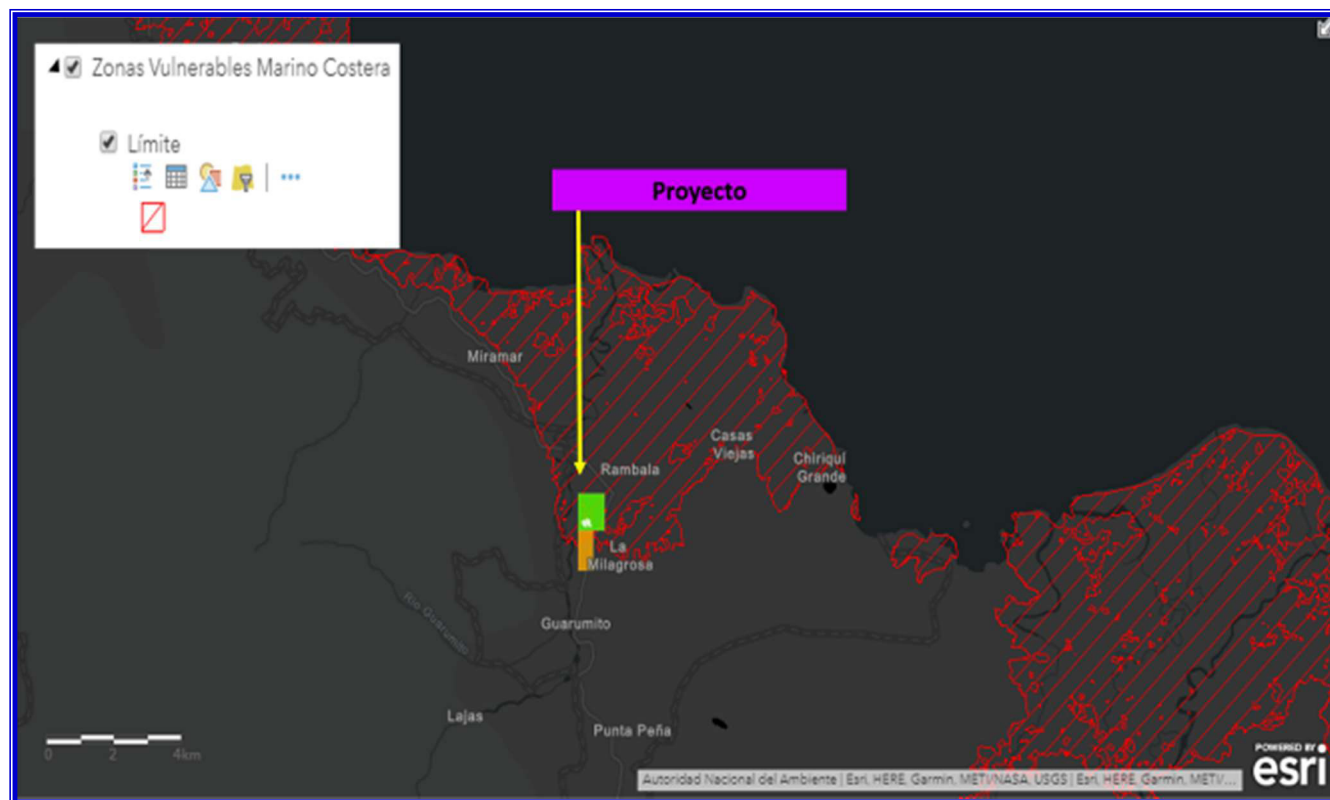 Zonas Vulnerables Marino Costera
Límite
Proyecto
Miramar
Rambala
Casas
Viejas
Chiriquí
Grande
La
Milagrosa
Río Guarumito
Guarumito
Lajas
Punta Peña
0 2 4km
Autoridad Nacional del Ambiente | Esri, HERE, Garmin, METI/NASA, USGS | Esri, HERE, Garmin, METI/...
POWERED BY
esri